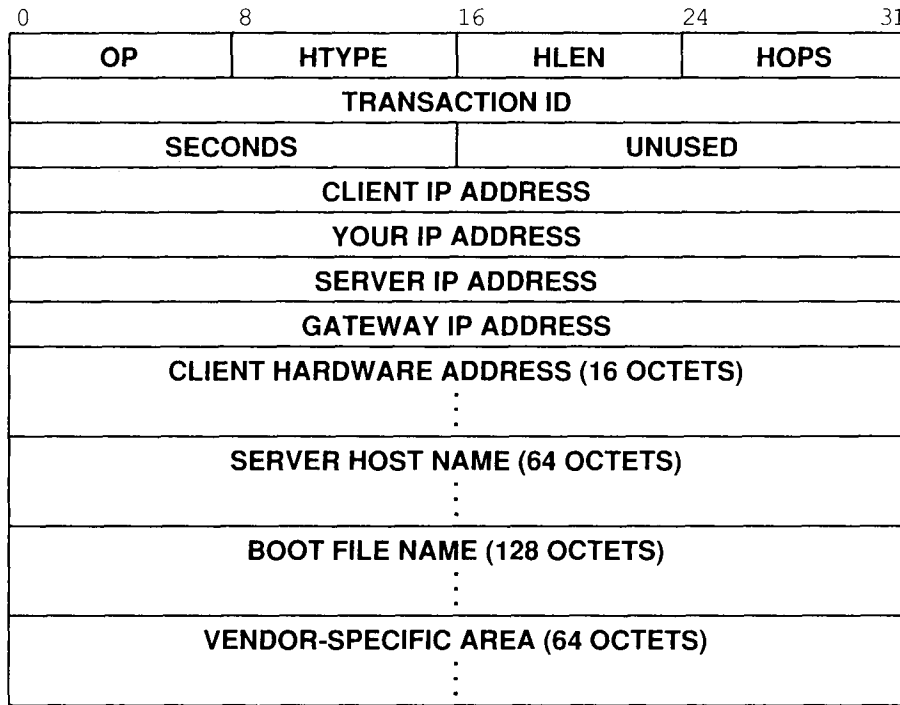 0 8 16 24 31
OP HTYPE HLEN HOPS
TRANSACTION ID
SECONDS UNUSED
CLIENT IP ADDRESS
YOUR IP ADDRESS
SERVER IP ADDRESS
GATEWAY IP ADDRESS
CLIENT HARDWARE ADDRESS (16 OCTETS)
SERVER HOST NAME (64 OCTETS)
BOOT FILE NAME (128 OCTETS)
VENDOR-SPECIFIC AREA (64 OCTETS)